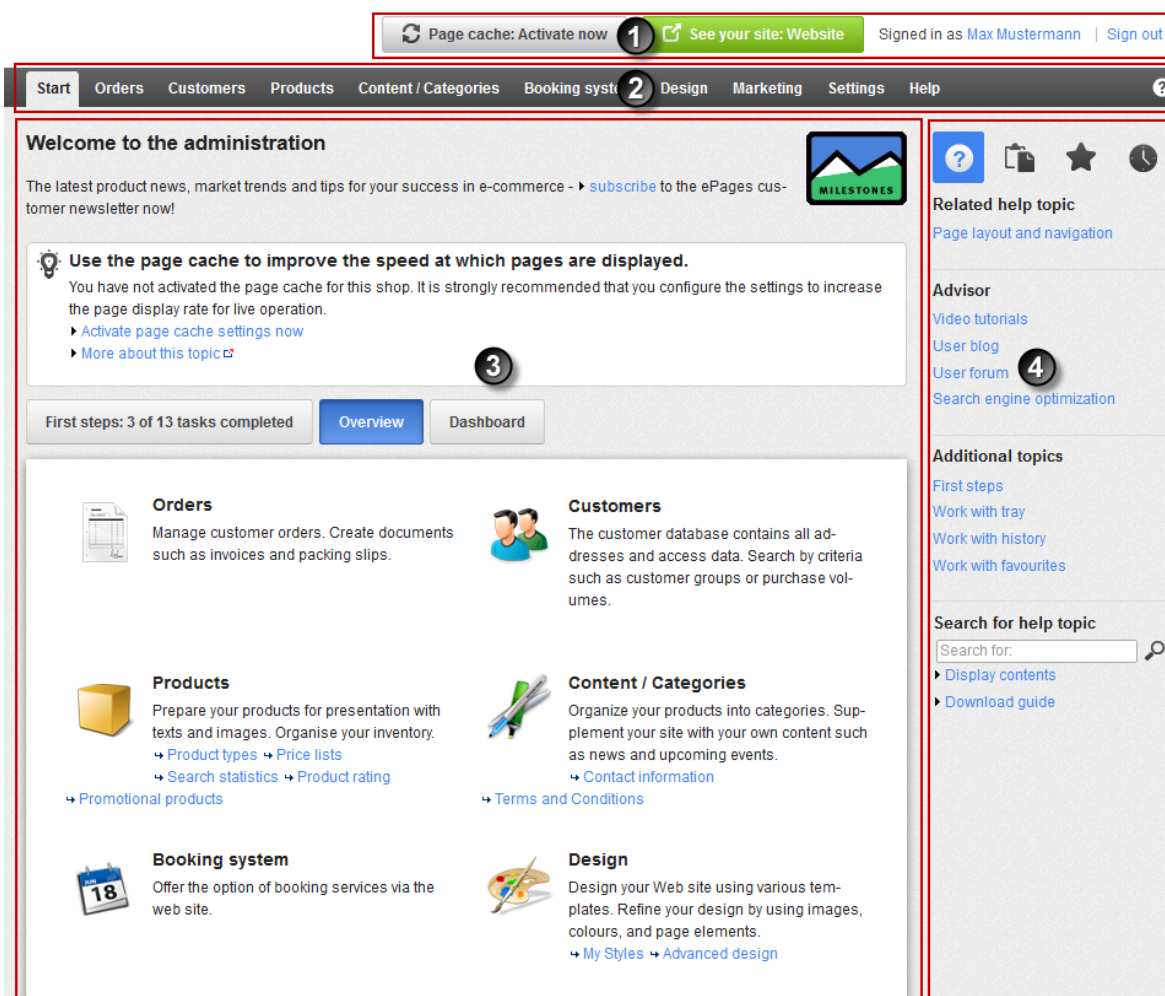 Page cache: Activate now 1 See your site: Website Signed in as Max Mustermann | Sign out
Start Orders Customers Products Content / Categories Booking syst 2 Design Marketing Settings Help ?
Welcome to the administration
The latest product news, market trends and tips for your success in e-commerce - subscribe to the ePages cus-
tomer newsletter now!
MILESTONES
Use the page cache to improve the speed at which pages are displayed.
You have not activated the page cache for this shop. It is strongly recommended that you configure the settings to increase
the page display rate for live operation.
Activate page cache settings now
More about this topic
3
First steps: 3 of 13 tasks completed Overview Dashboard
Orders
Manage customer orders. Create documents
such as invoices and packing slips.
Customers
The customer database contains all ad-
dresses and access data. Search by criteria
such as customer groups or purchase vol-
umes.
Products
Prepare your products for presentation with
texts and images. Organise your inventory.
Product types Price lists
Search statistics Product rating
Promotional products
Content / Categories
Organize your products into categories. Sup-
plement your site with your own content such
as news and upcoming events.
Contact information
Terms and Conditions
JUN
18
Booking system
Offer the option of booking services via the
web site.
Design
Design your Web site using various tem-
plates. Refine your design by using images,
colours, and page elements.
My Styles Advanced design
?
Related help topic
Page layout and navigation
Advisor
Video tutorials
User blog
User forum 4
Search engine optimization
Additional topics
First steps
Work with tray
Work with history
Work with favourites
Search for help topic
Search for:
Display contents
Download guide